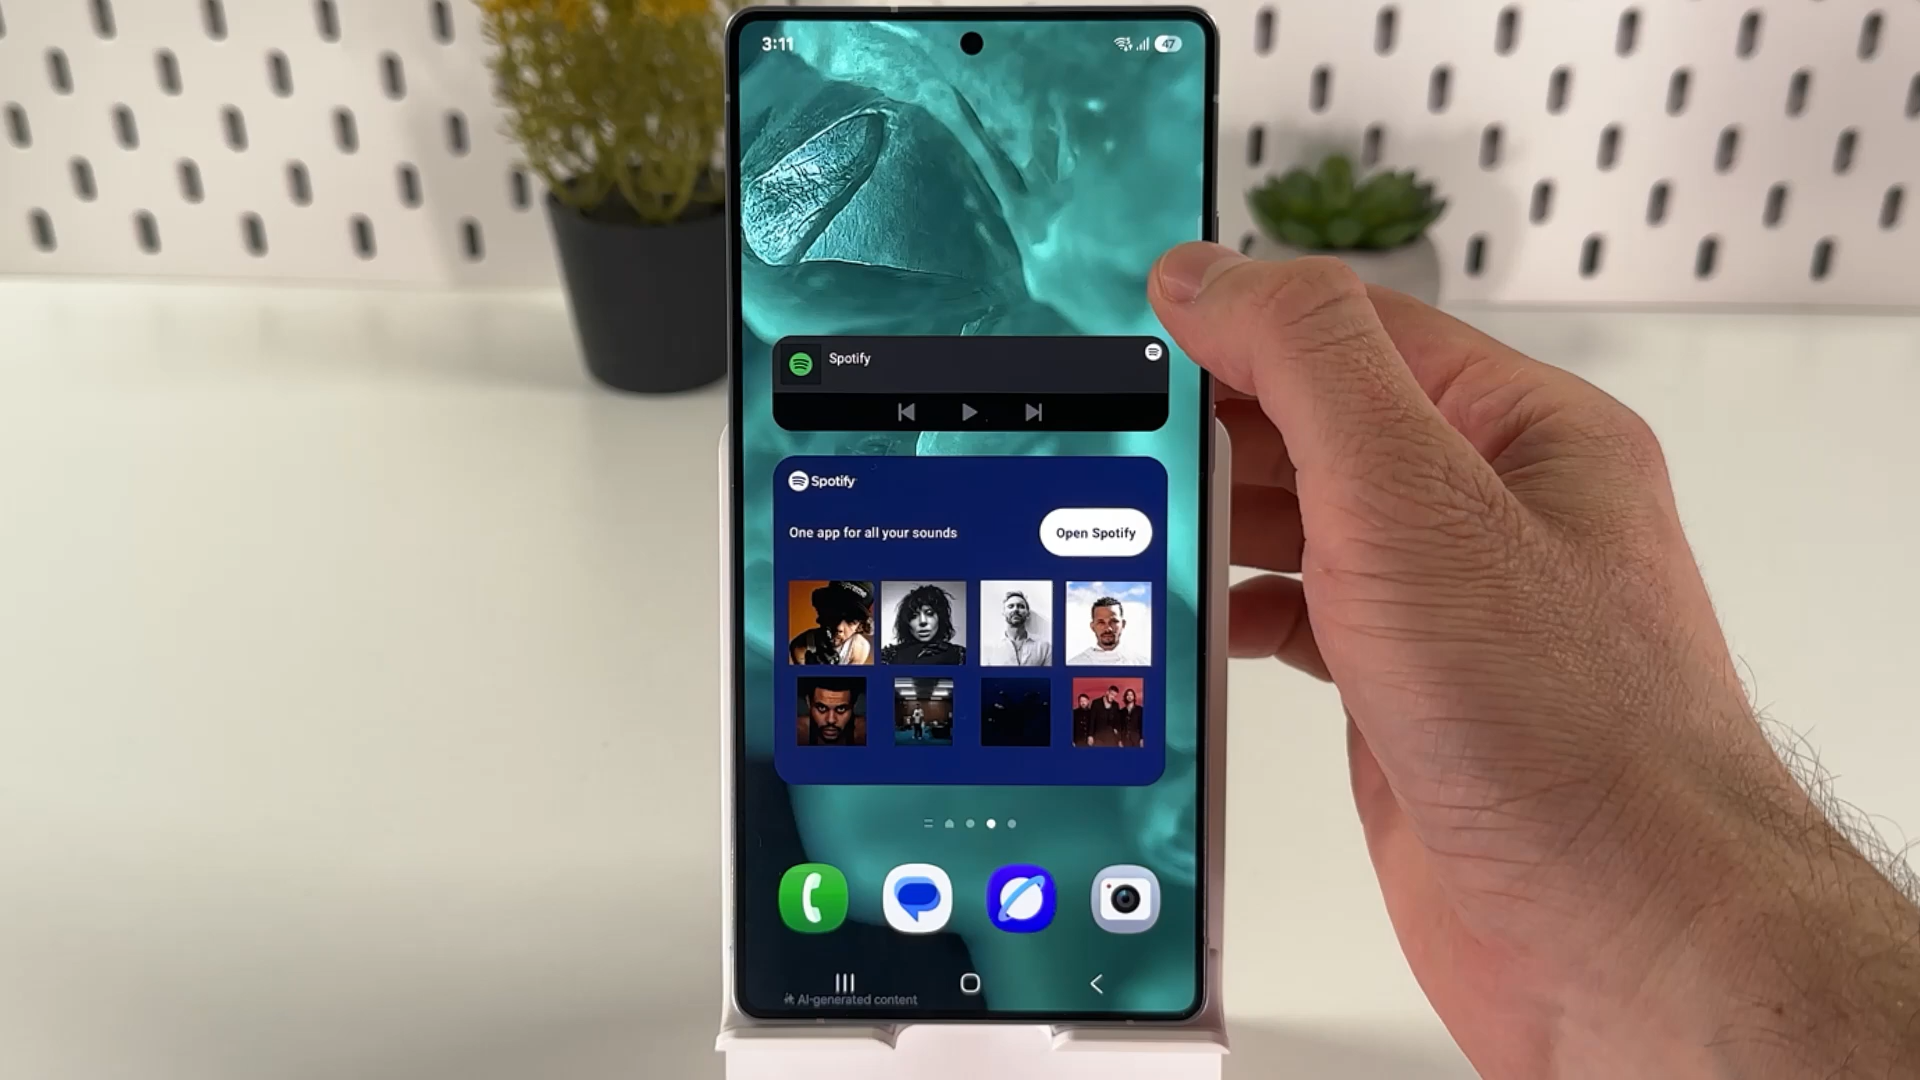 3:11
47
Spotify
Spotify
One app for all your sounds
Open Spotify
AI-generated content